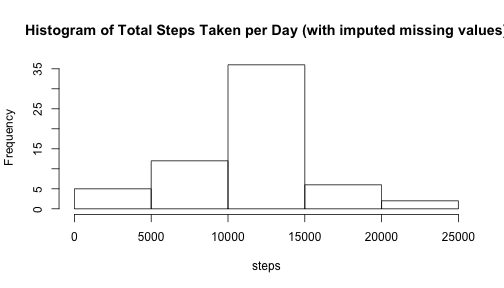 Histogram of Total Steps Taken per Day (with imputed missing values)
Frequency
35
25
15
5
0
0 5000 10000 15000 20000 25000
steps